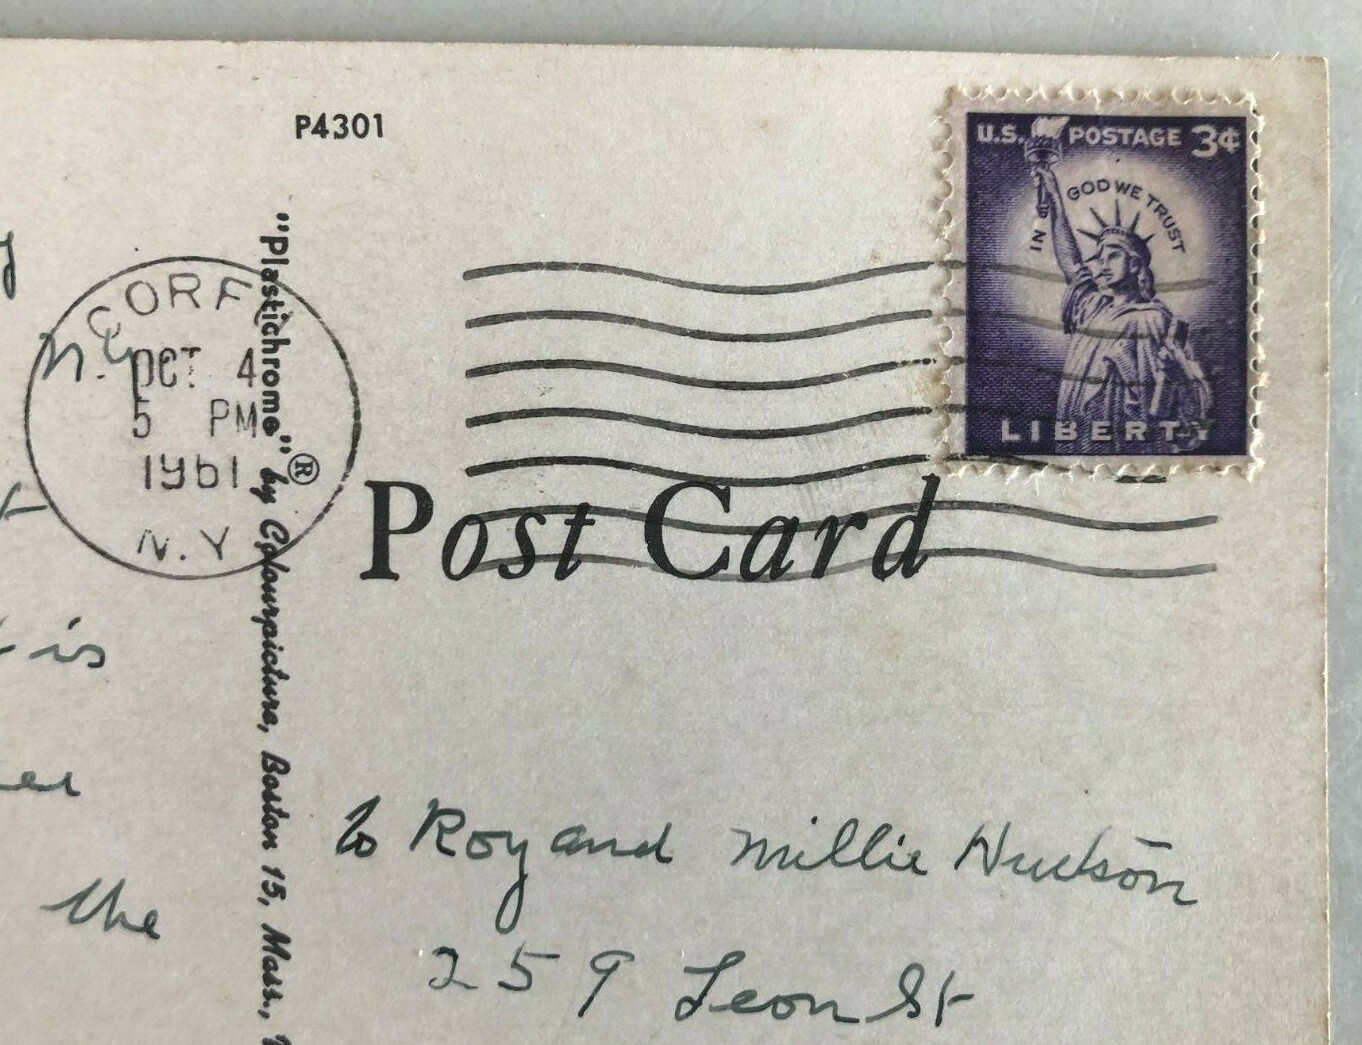 P4301
U.S. POSTAGE 3¢
IN GOD WE TRUST
LIBERTY
CORF
N.Y
OCT 4
5 PM
1961
N.Y
"Plastichrome"® by Colourpicture, Boston 15, Mass.,
Post Card
is
the
to Roy and Millie Hudson
259 Leon St